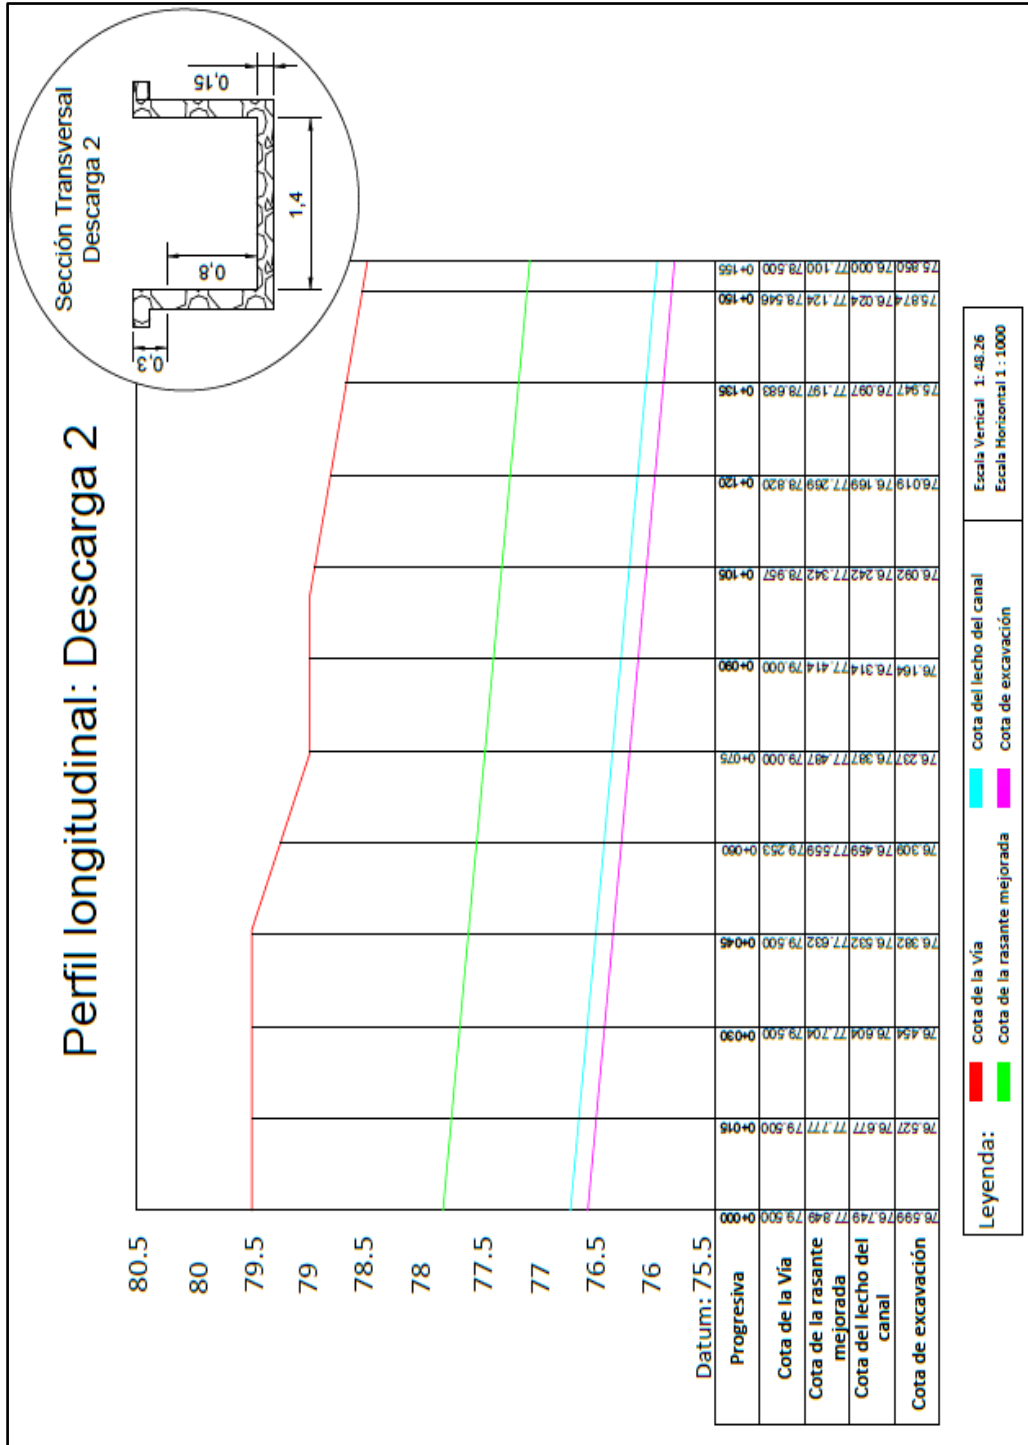 Perfil longitudinal: Descarga 2
Sección Transversal
Descarga 2
0,3
0,8
0,15
1,4
80.5
80
79.5
79
78.5
78
77.5
77
76.5
76
Datum: 75.5
Progresiva 0+000 0+015 0+030 0+045 0+060 0+075 0+090 0+105 0+120 0+135 0+150 0+155
Cota de la Vía 79.500 79.500 79.500 79.500 79.253 79.000 79.000 78.957 78.820 78.683 78.546 78.500
Cota de la rasante mejorada 77.849 77.777 77.704 77.632 77.559 77.487 77.414 77.342 77.269 77.197 77.124 77.100
Cota del lecho del canal 76.749 76.677 76.604 76.532 76.459 76.387 76.314 76.242 76.169 76.097 76.024 76.000
Cota de excavación 76.599 76.527 76.454 76.382 76.309 76.237 76.164 76.092 76.019 75.947 75.874 75.850
Leyenda:
Cota de la Vía
Cota de la rasante mejorada
Cota del lecho del canal
Cota de excavación
Escala Vertical 1: 48.26
Escala Horizontal 1 : 1000